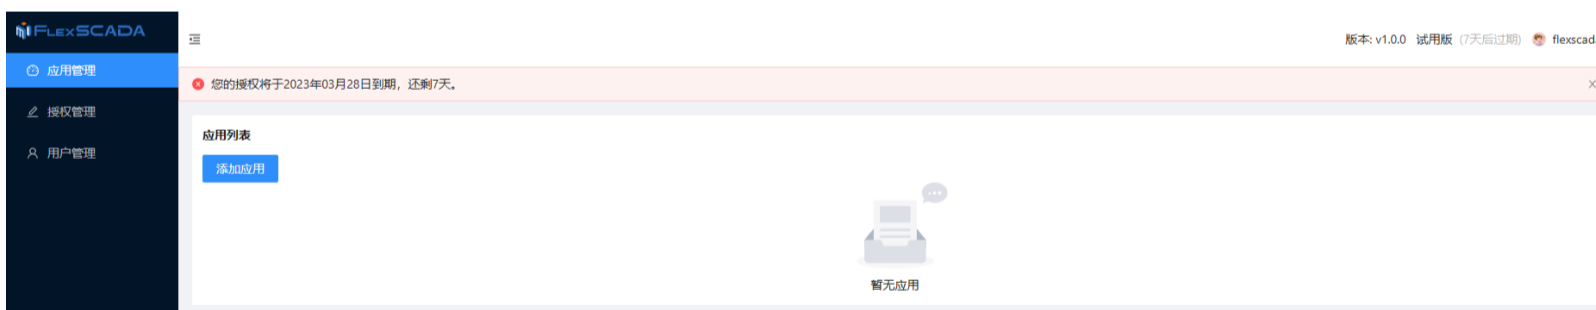 FLEXSCADA
版本: v1.0.0 试用版 (7天后过期) flexscad
应用管理
您的授权将于2023年03月28日到期，还剩7天。
授权管理
应用列表
用户管理
添加应用
暂无应用